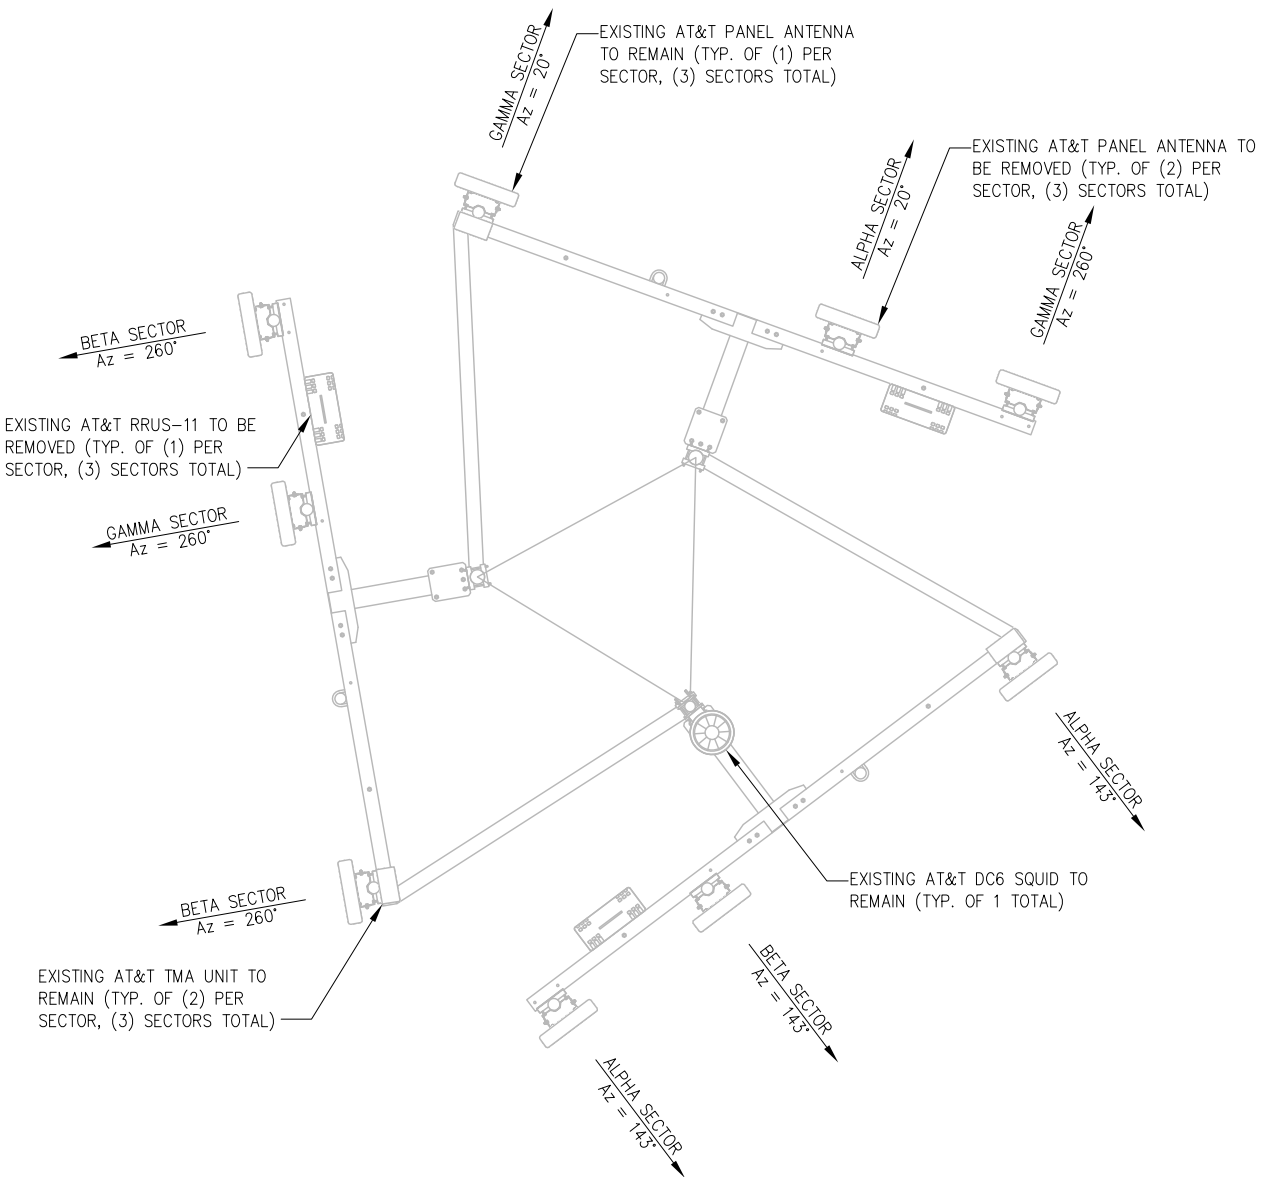 EXISTING AT&T PANEL ANTENNA
TO REMAIN (TYP. OF (1) PER
SECTOR, (3) SECTORS TOTAL)
GAMMA SECTOR
Az = 20°
EXISTING AT&T PANEL ANTENNA TO
BE REMOVED (TYP. OF (2) PER
SECTOR, (3) SECTORS TOTAL)
ALPHA SECTOR
Az = 20°
GAMMA SECTOR
Az = 260°
BETA SECTOR
Az = 260°
EXISTING AT&T RRUS-11 TO BE
REMOVED (TYP. OF (1) PER
SECTOR, (3) SECTORS TOTAL)
GAMMA SECTOR
Az = 260°
ALPHA SECTOR
Az = 143°
EXISTING AT&T DC6 SQUID TO
REMAIN (TYP. OF 1 TOTAL)
BETA SECTOR
Az = 260°
EXISTING AT&T TMA UNIT TO
REMAIN (TYP. OF (2) PER
SECTOR, (3) SECTORS TOTAL)
BETA SECTOR
Az = 143°
ALPHA SECTOR
Az = 143°